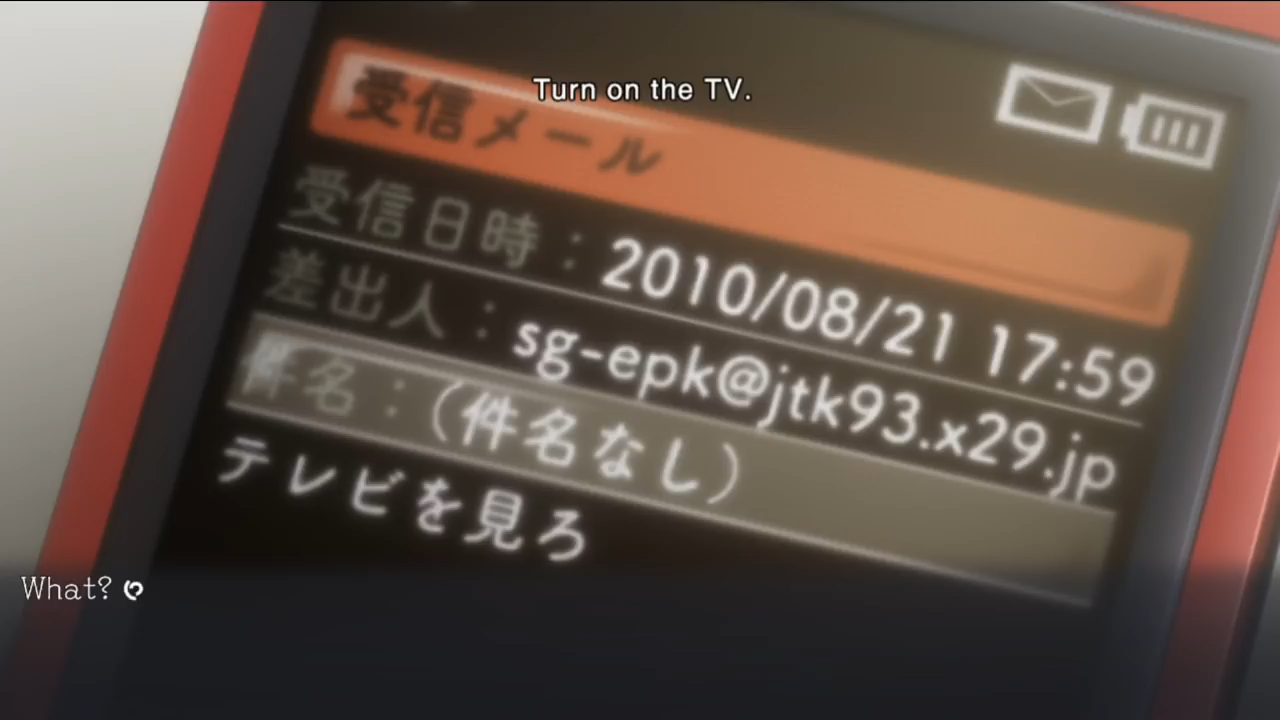 Turn on the TV.
受信メール
受信日時：2010/08/21 17:59
差出人：sg-epk@jtk93.x29.jp
件名：（件名なし）
テレビを見ろ
What?